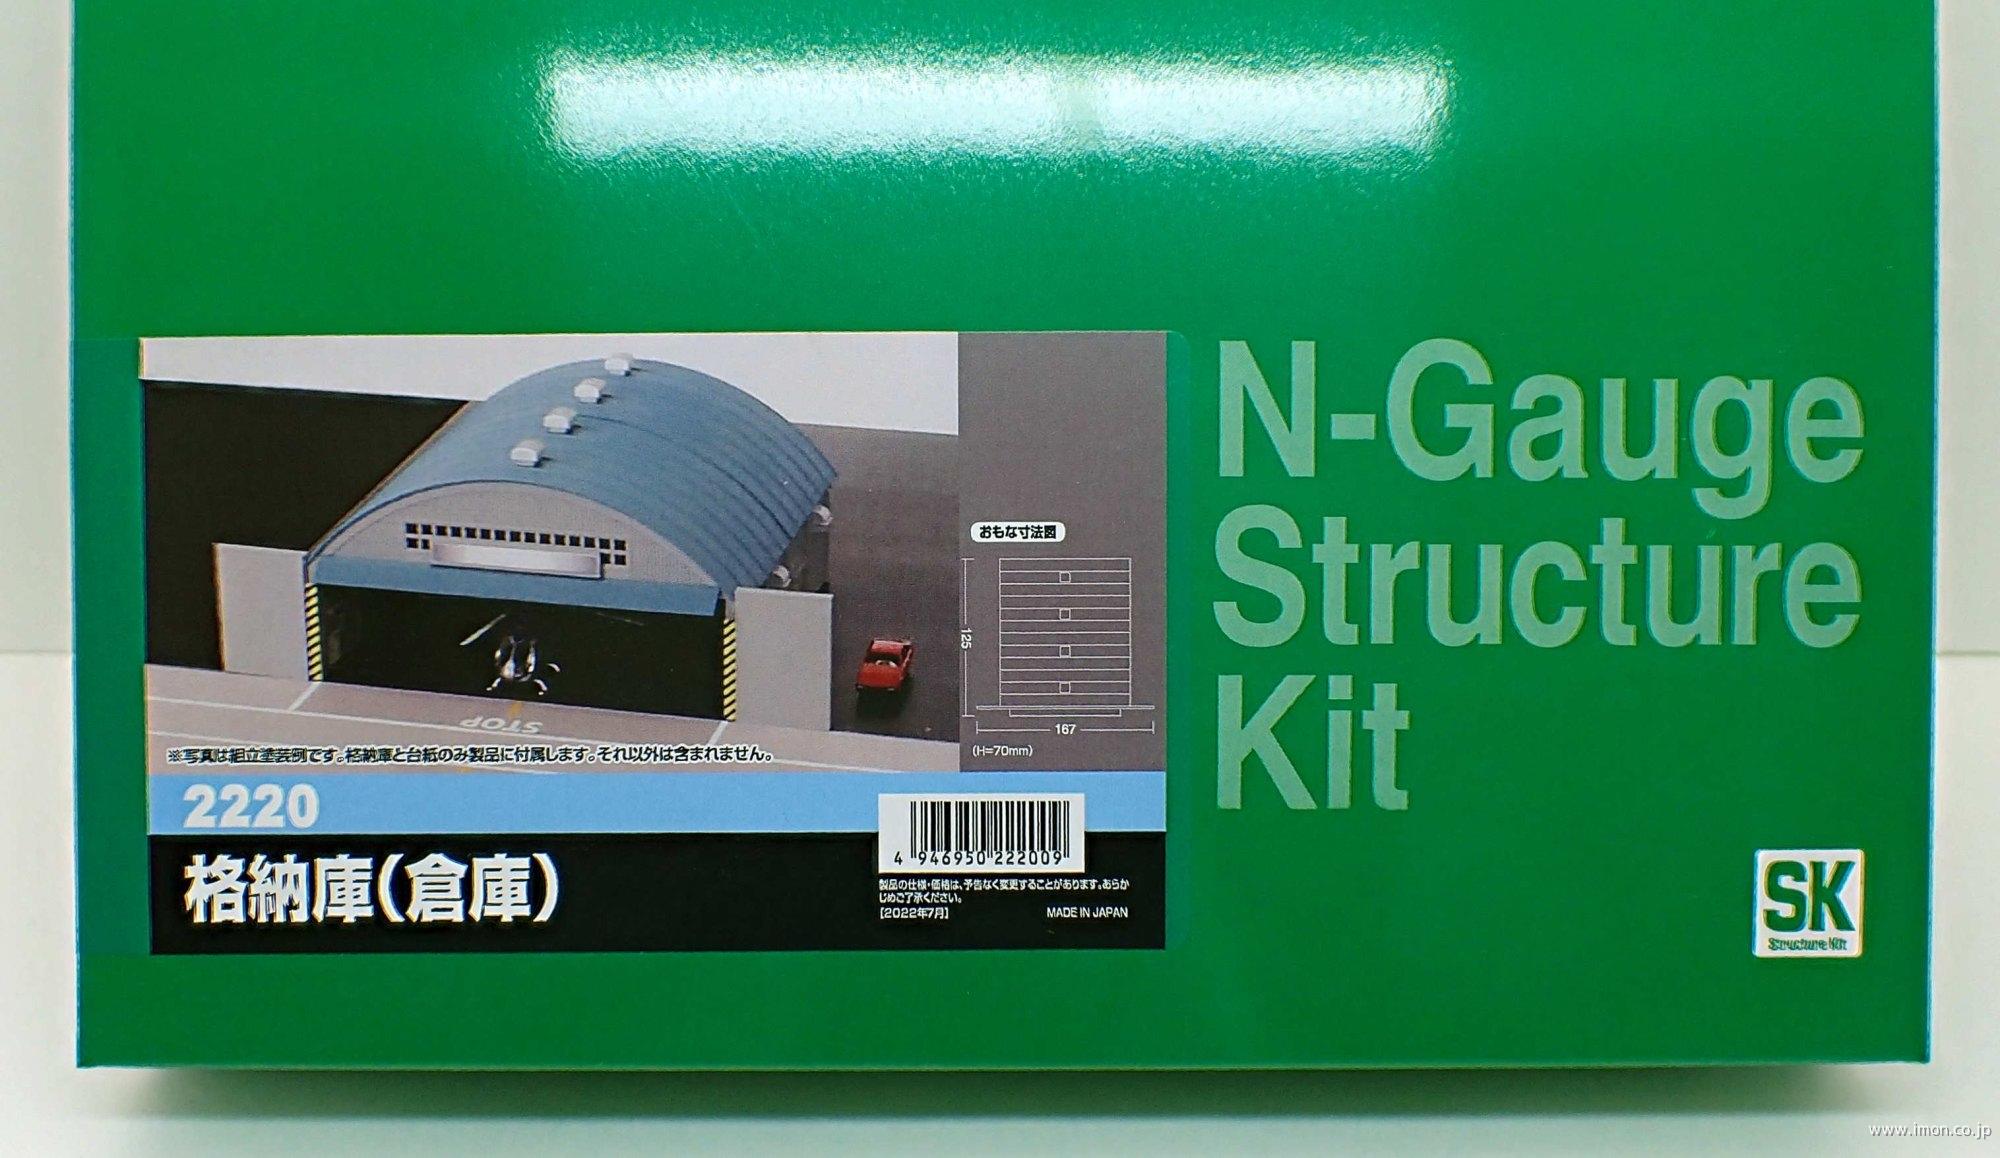 N-Gauge
Structure
Kit
おもな寸法図
125
167
(H=70mm)
STOP
※写真は組立塗装例です。格納庫と台紙のみ製品に付属します。それ以外は含まれません。
2220
格納庫(倉庫)
4 946950 222009
製品の仕様・価格は、予告なく変更することがあります。あらか
じめご了承ください。
[2022年7月] MADE IN JAPAN
SK
Structure Kit
www.imon.co.jp